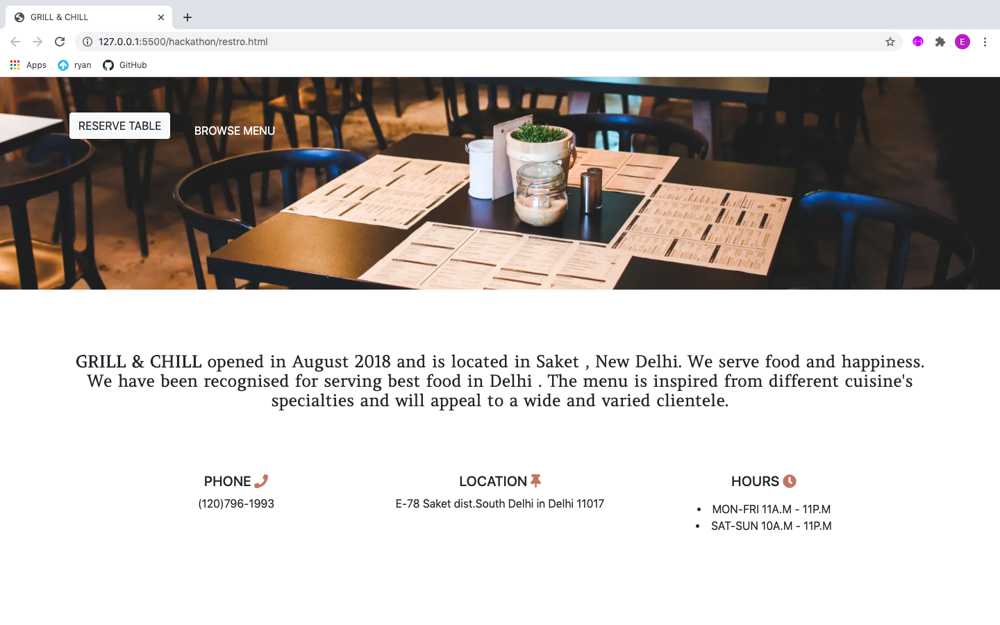 GRILL & CHILL
127.0.0.1:5500/hackathon/restro.html
E
Apps
ryan
GitHub
RESERVE TABLE
BROWSE MENU
GRILL & CHILL opened in August 2018 and is located in Saket , New Delhi. We serve food and happiness.
We have been recognised for serving best food in Delhi . The menu is inspired from different cuisine's
specialties and will appeal to a wide and varied clientele.
PHONE
(120)796-1993
LOCATION
E-78 Saket dist.South Delhi in Delhi 11017
HOURS
• MON-FRI 11A.M - 11P.M
• SAT-SUN 10A.M - 11P.M